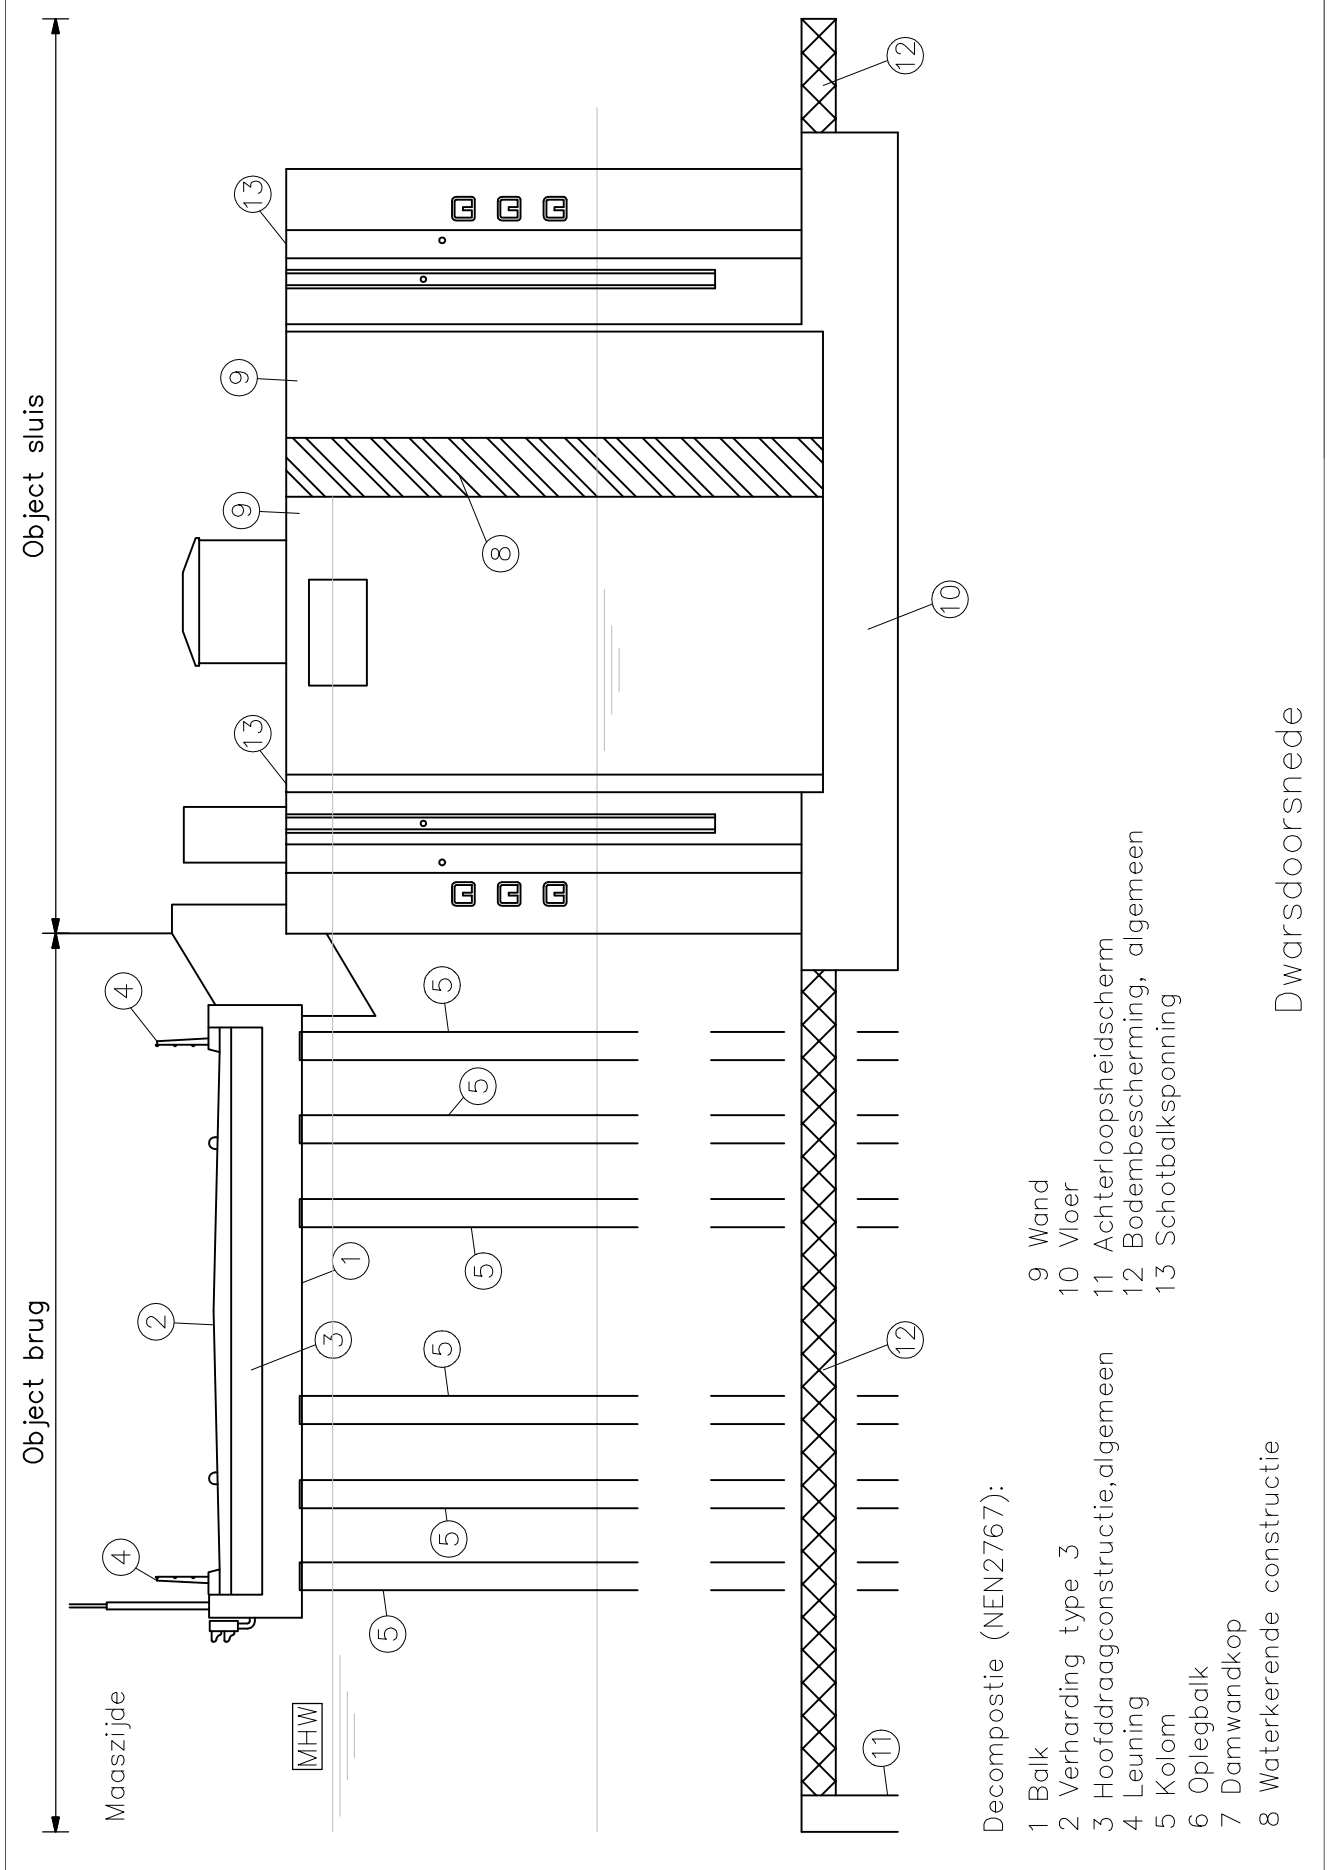 Object brug
Object sluis
Maaszijde
MHW
4
4
2
3
1
5
5
5
5
5
5
13
9
9
13
8
10
11
12
12
Decompostie (NEN2767):
1 Balk
2 Verharding type 3
3 Hoofddraagconstructie,algemeen
4 Leuning
5 Kolom
6 Oplegbalk
7 Damwandkop
8 Waterkerende constructie
9 Wand
10 Vloer
11 Achterloopsheidscherm
12 Bodembescherming, algemeen
13 Schotbalksponning
Dwarsdoorsnede